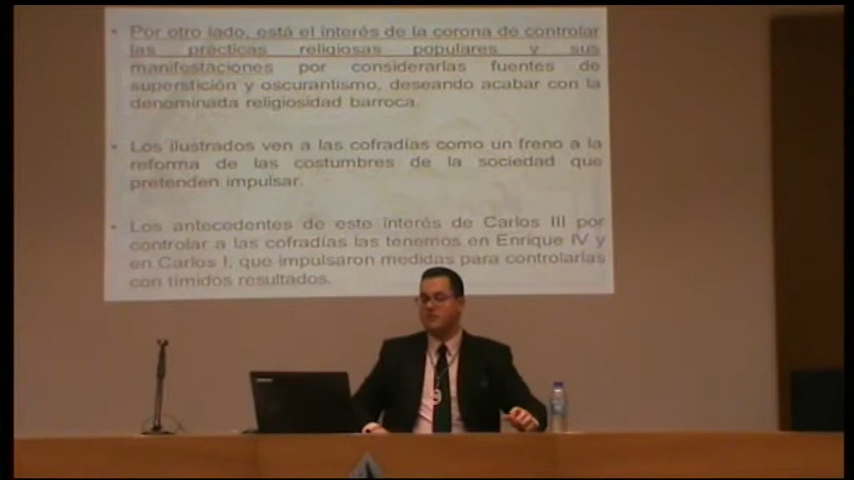 • Por otro lado, está el interés de la corona de controlar
las prácticas religiosas populares y sus
manifestaciones por considerarlas fuentes de
superstición y oscurantismo, deseando acabar con la
denominada religiosidad barroca.
• Los ilustrados ven a las cofradías como un freno a la
reforma de las costumbres de la sociedad que
pretenden impulsar.
• Los antecedentes de este interés de Carlos III por
controlar a las cofradías las tenemos en Enrique IV y
en Carlos I, que impulsaron medidas para controlarlas
con tímidos resultados.